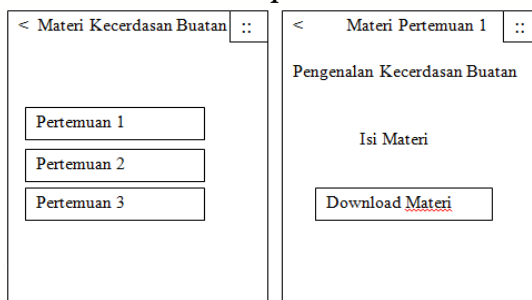 < Materi Kecerdasan Buatan ::
Pertemuan 1
Pertemuan 2
Pertemuan 3
< Materi Pertemuan 1 ::
Pengenalan Kecerdasan Buatan
Isi Materi
Download Materi